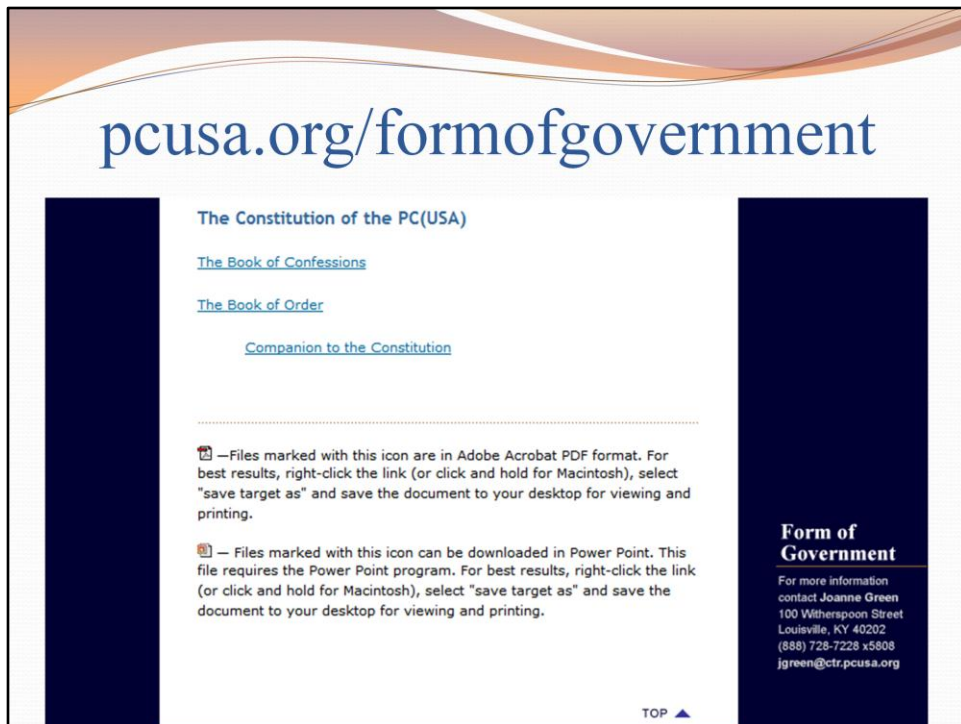 pcusa.org/formofgovernment
The Constitution of the PC(USA)
The Book of Confessions
The Book of Order
Companion to the Constitution
—Files marked with this icon are in Adobe Acrobat PDF format. For
best results, right-click the link (or click and hold for Macintosh), select
"save target as" and save the document to your desktop for viewing and
printing.
— Files marked with this icon can be downloaded in Power Point. This
file requires the Power Point program. For best results, right-click the link
(or click and hold for Macintosh), select "save target as" and save the
document to your desktop for viewing and printing.
TOP
Form of
Government
For more information
contact Joanne Green
100 Witherspoon Street
Louisville, KY 40202
(888) 728-7228 x5808
jgreen@ctr.pcusa.org